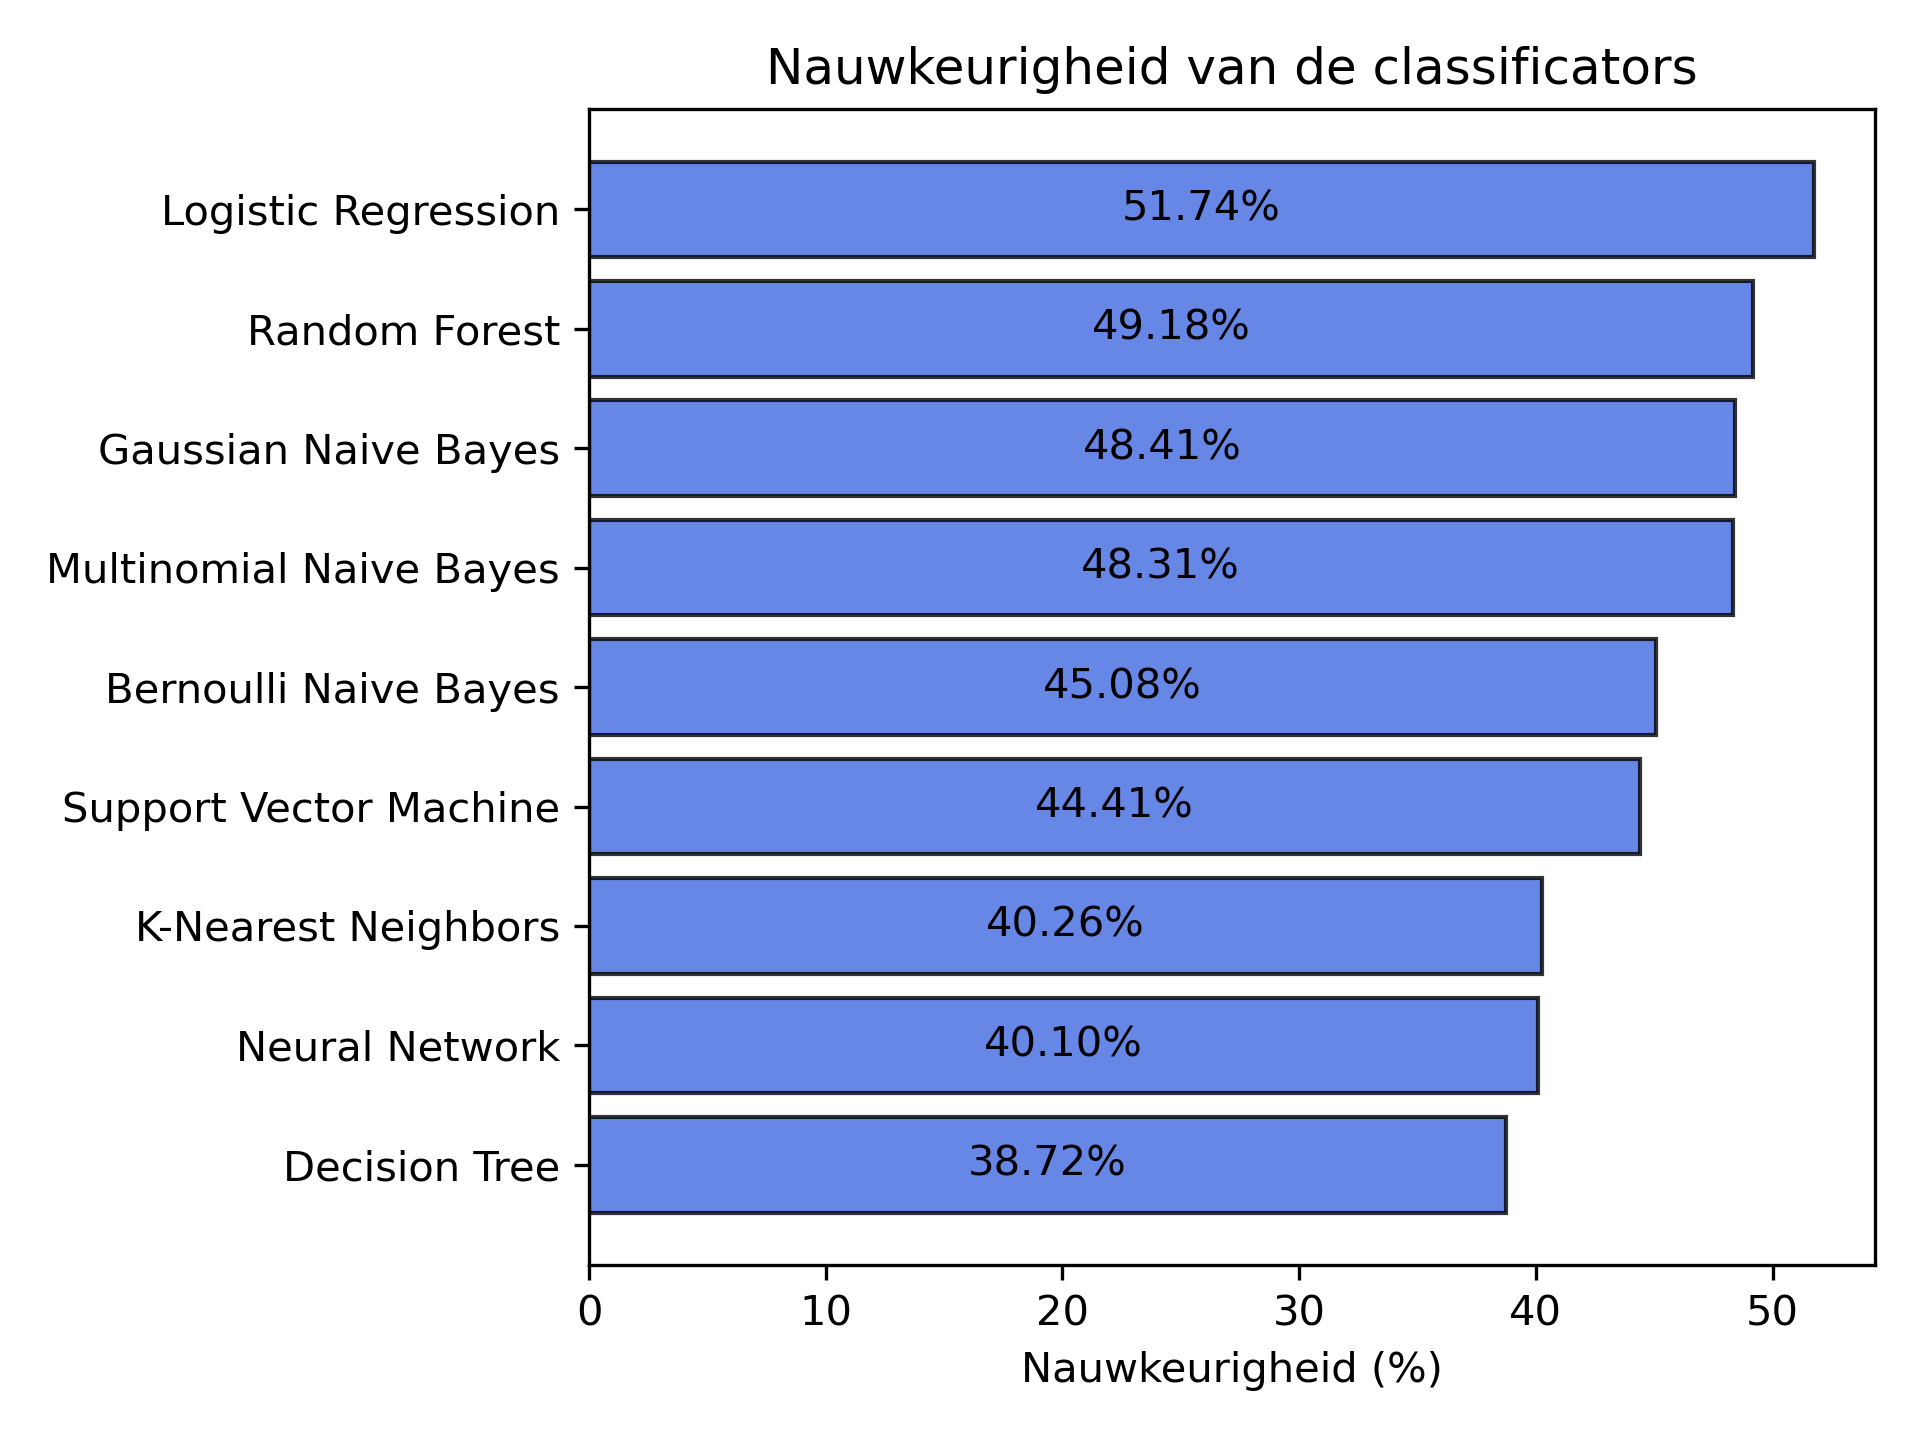 Nauwkeurigheid van de classificators
Logistic Regression 51.74%
Random Forest 49.18%
Gaussian Naive Bayes 48.41%
Multinomial Naive Bayes 48.31%
Bernoulli Naive Bayes 45.08%
Support Vector Machine 44.41%
K-Nearest Neighbors 40.26%
Neural Network 40.10%
Decision Tree 38.72%
0 10 20 30 40 50
Nauwkeurigheid (%)